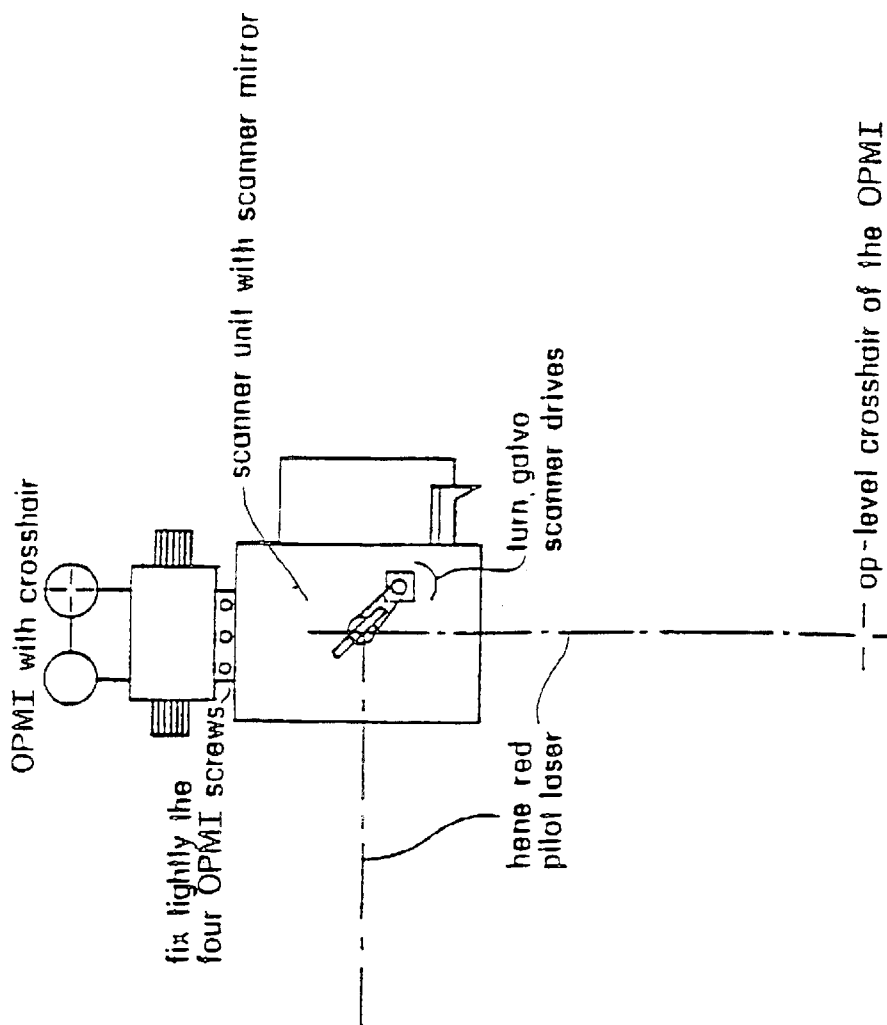 OPMI with crosshair
scanner unit with scanner mirror
fix tightly the
four OPMI screws
turn galvo
scanner drives
hene red
pilot laser
op-level crosshair of the OPMI